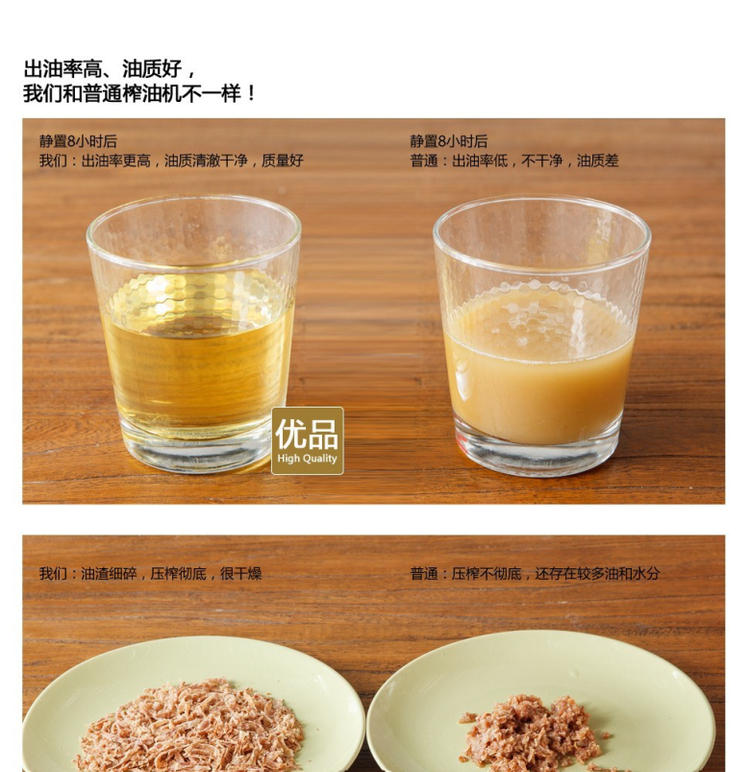 出油率高、油质好，
我们和普通榨油机不一样！
静置8小时后
我们：出油率更高，油质清澈干净，质量好
静置8小时后
普通：出油率低，不干净，油质差
优品
High Quality
我们：油渣细碎，压榨彻底，很干燥
普通：压榨不彻底，还存在较多油和水分